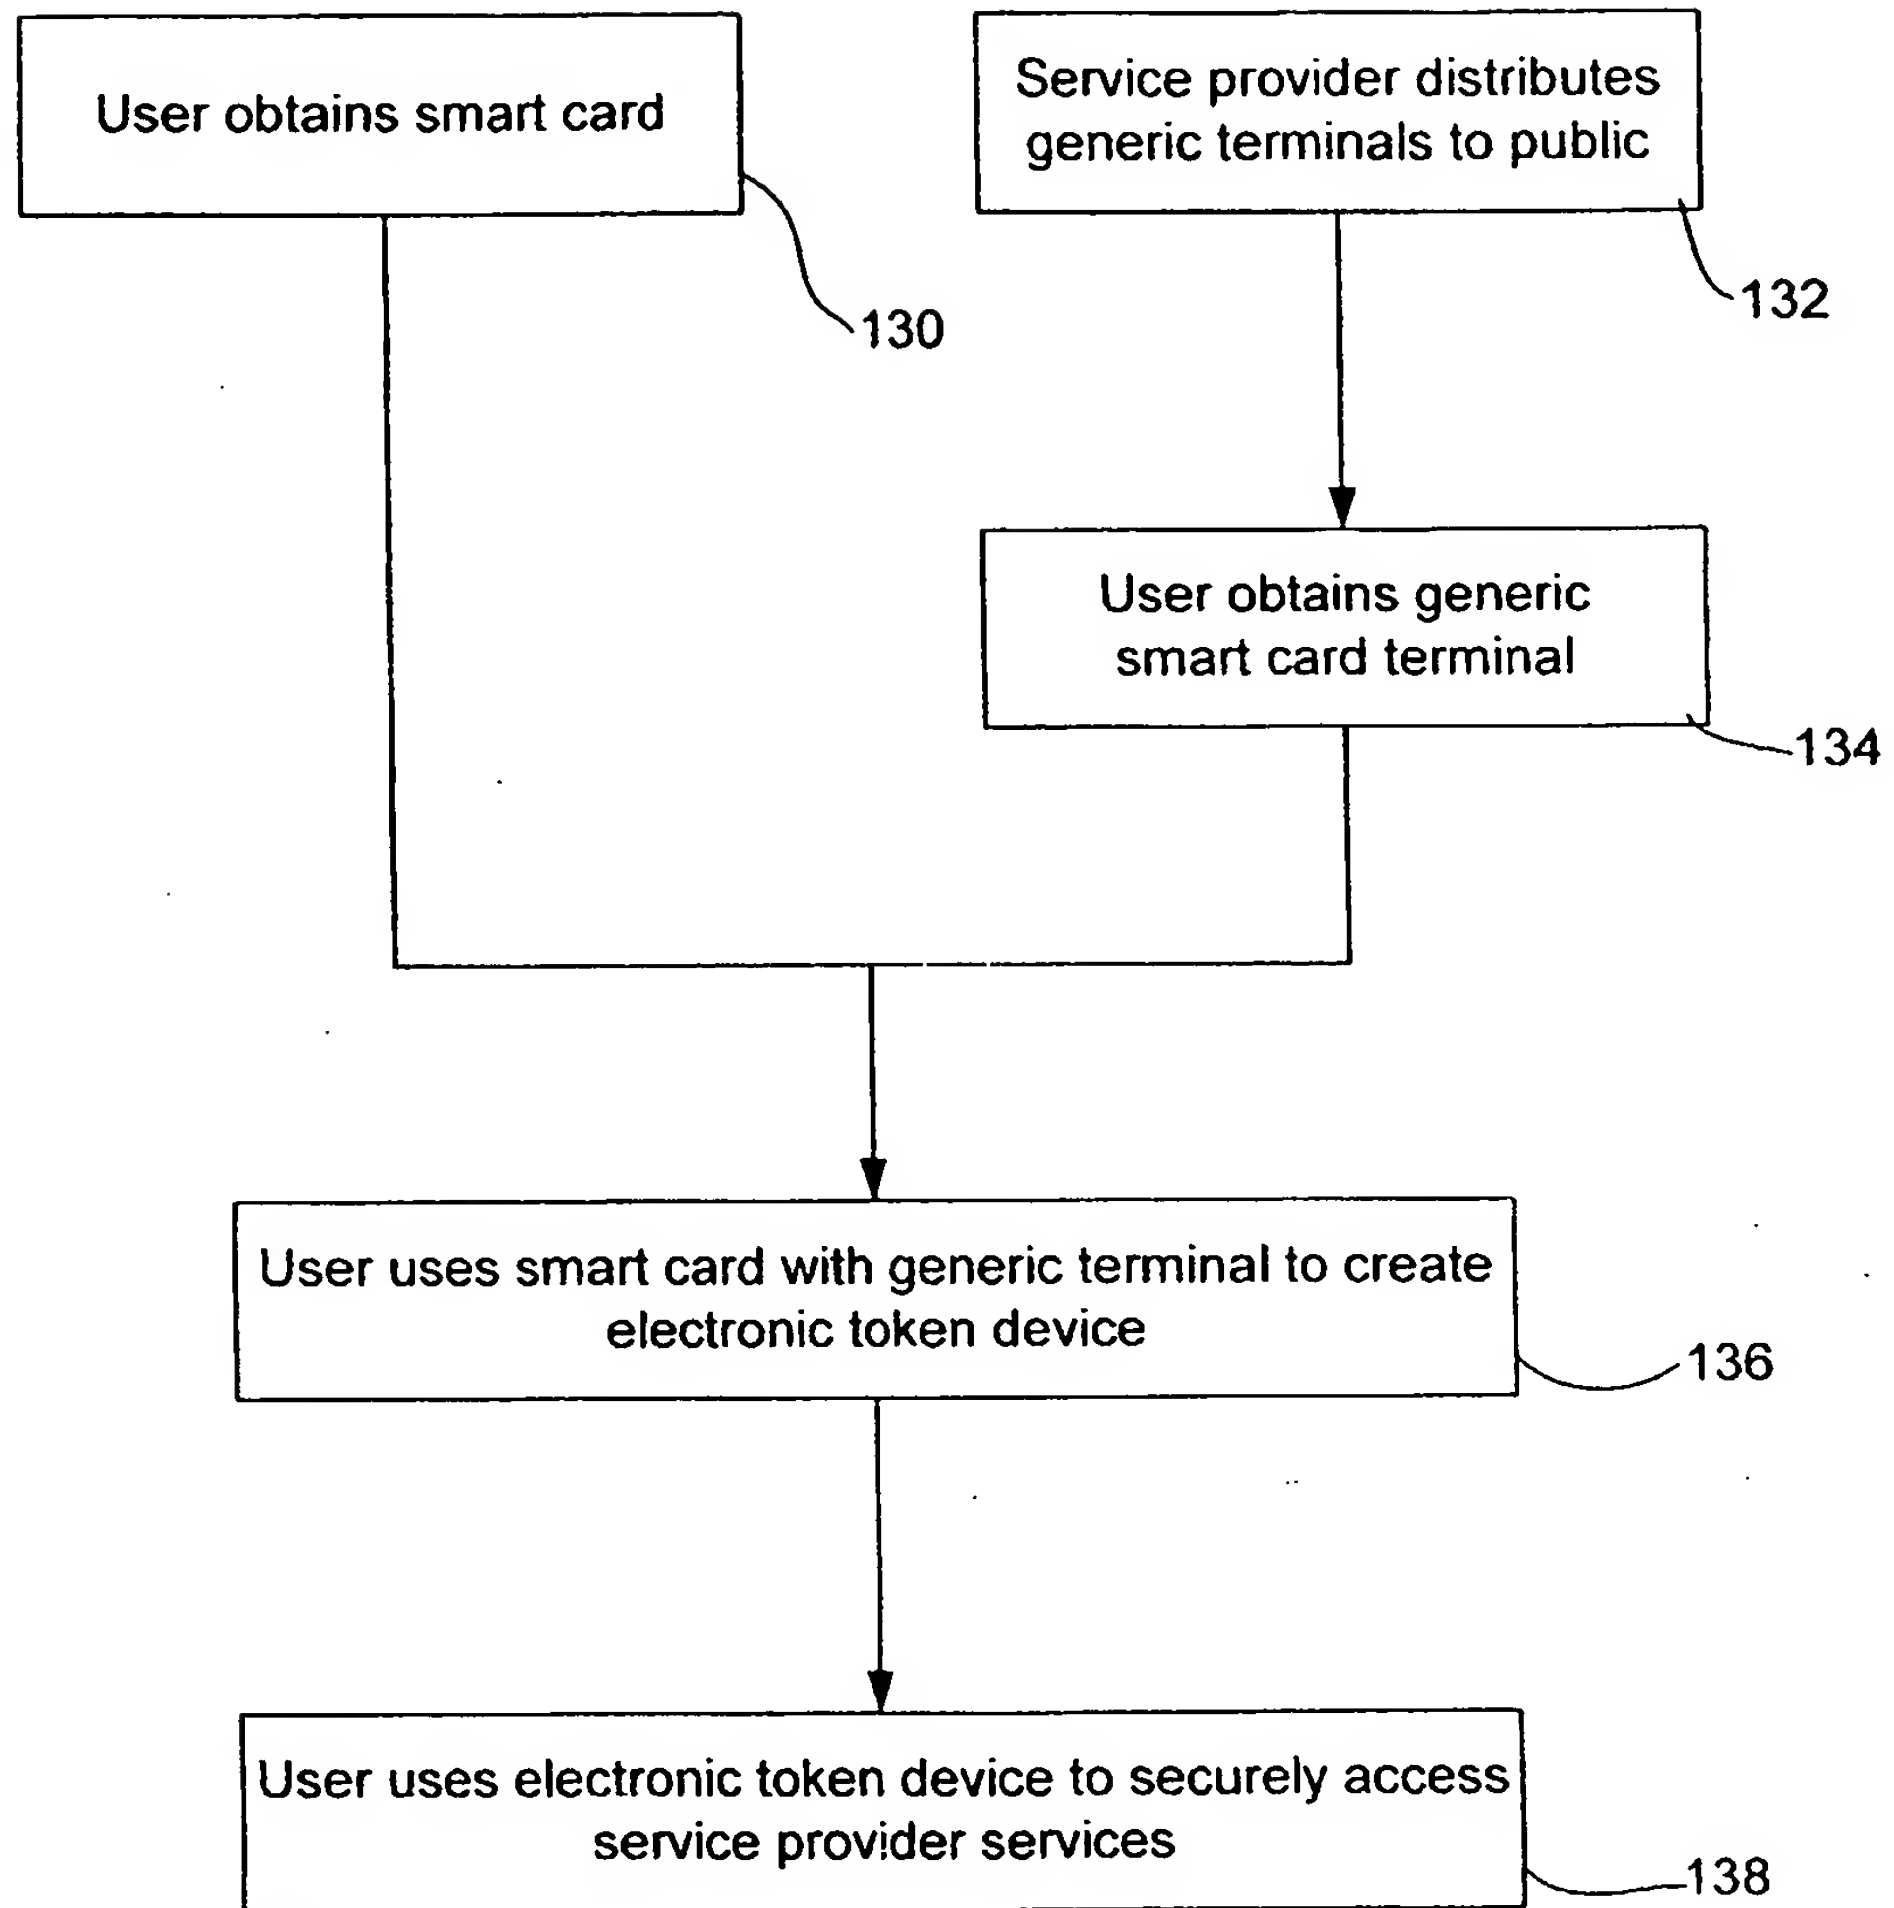 User obtains smart card
130
Service provider distributes
generic terminals to public
132
User obtains generic
smart card terminal
134
User uses smart card with generic terminal to create
electronic token device
136
User uses electronic token device to securely access
service provider services
138